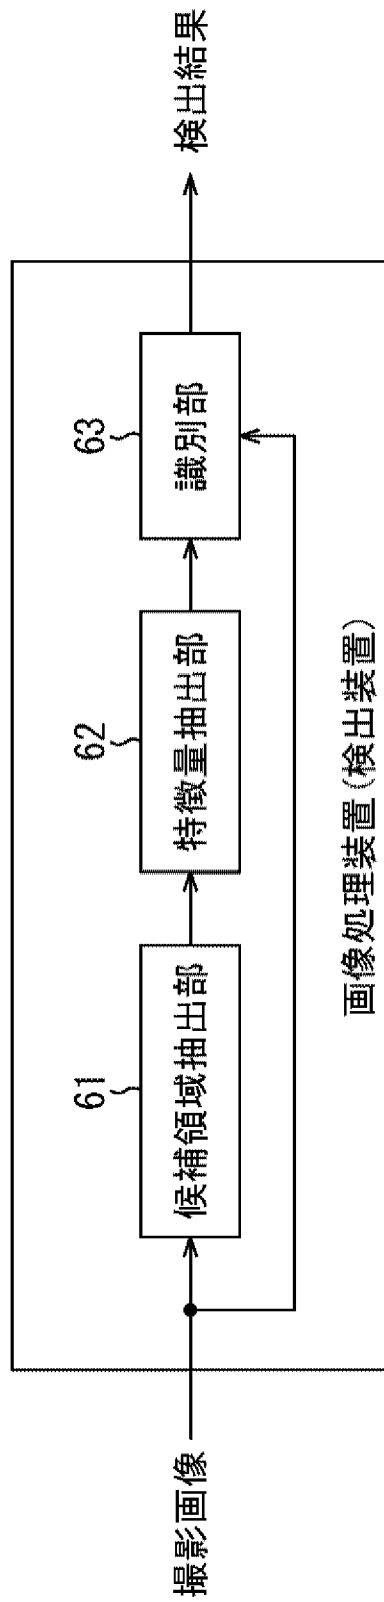 撮影画像
61
候補領域抽出部
62
特徴量抽出部
63
識別部
検出結果
画像処理装置(検出装置)